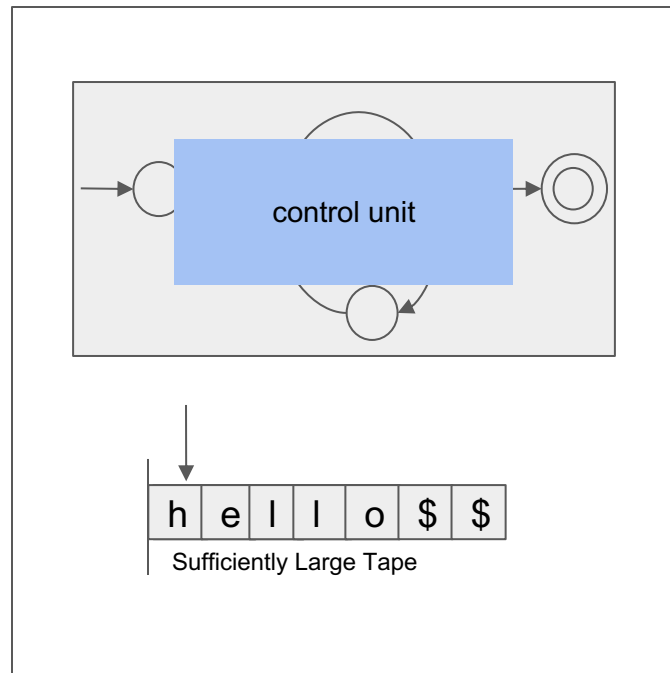 control unit
h e l l o $ $
Sufficiently Large Tape